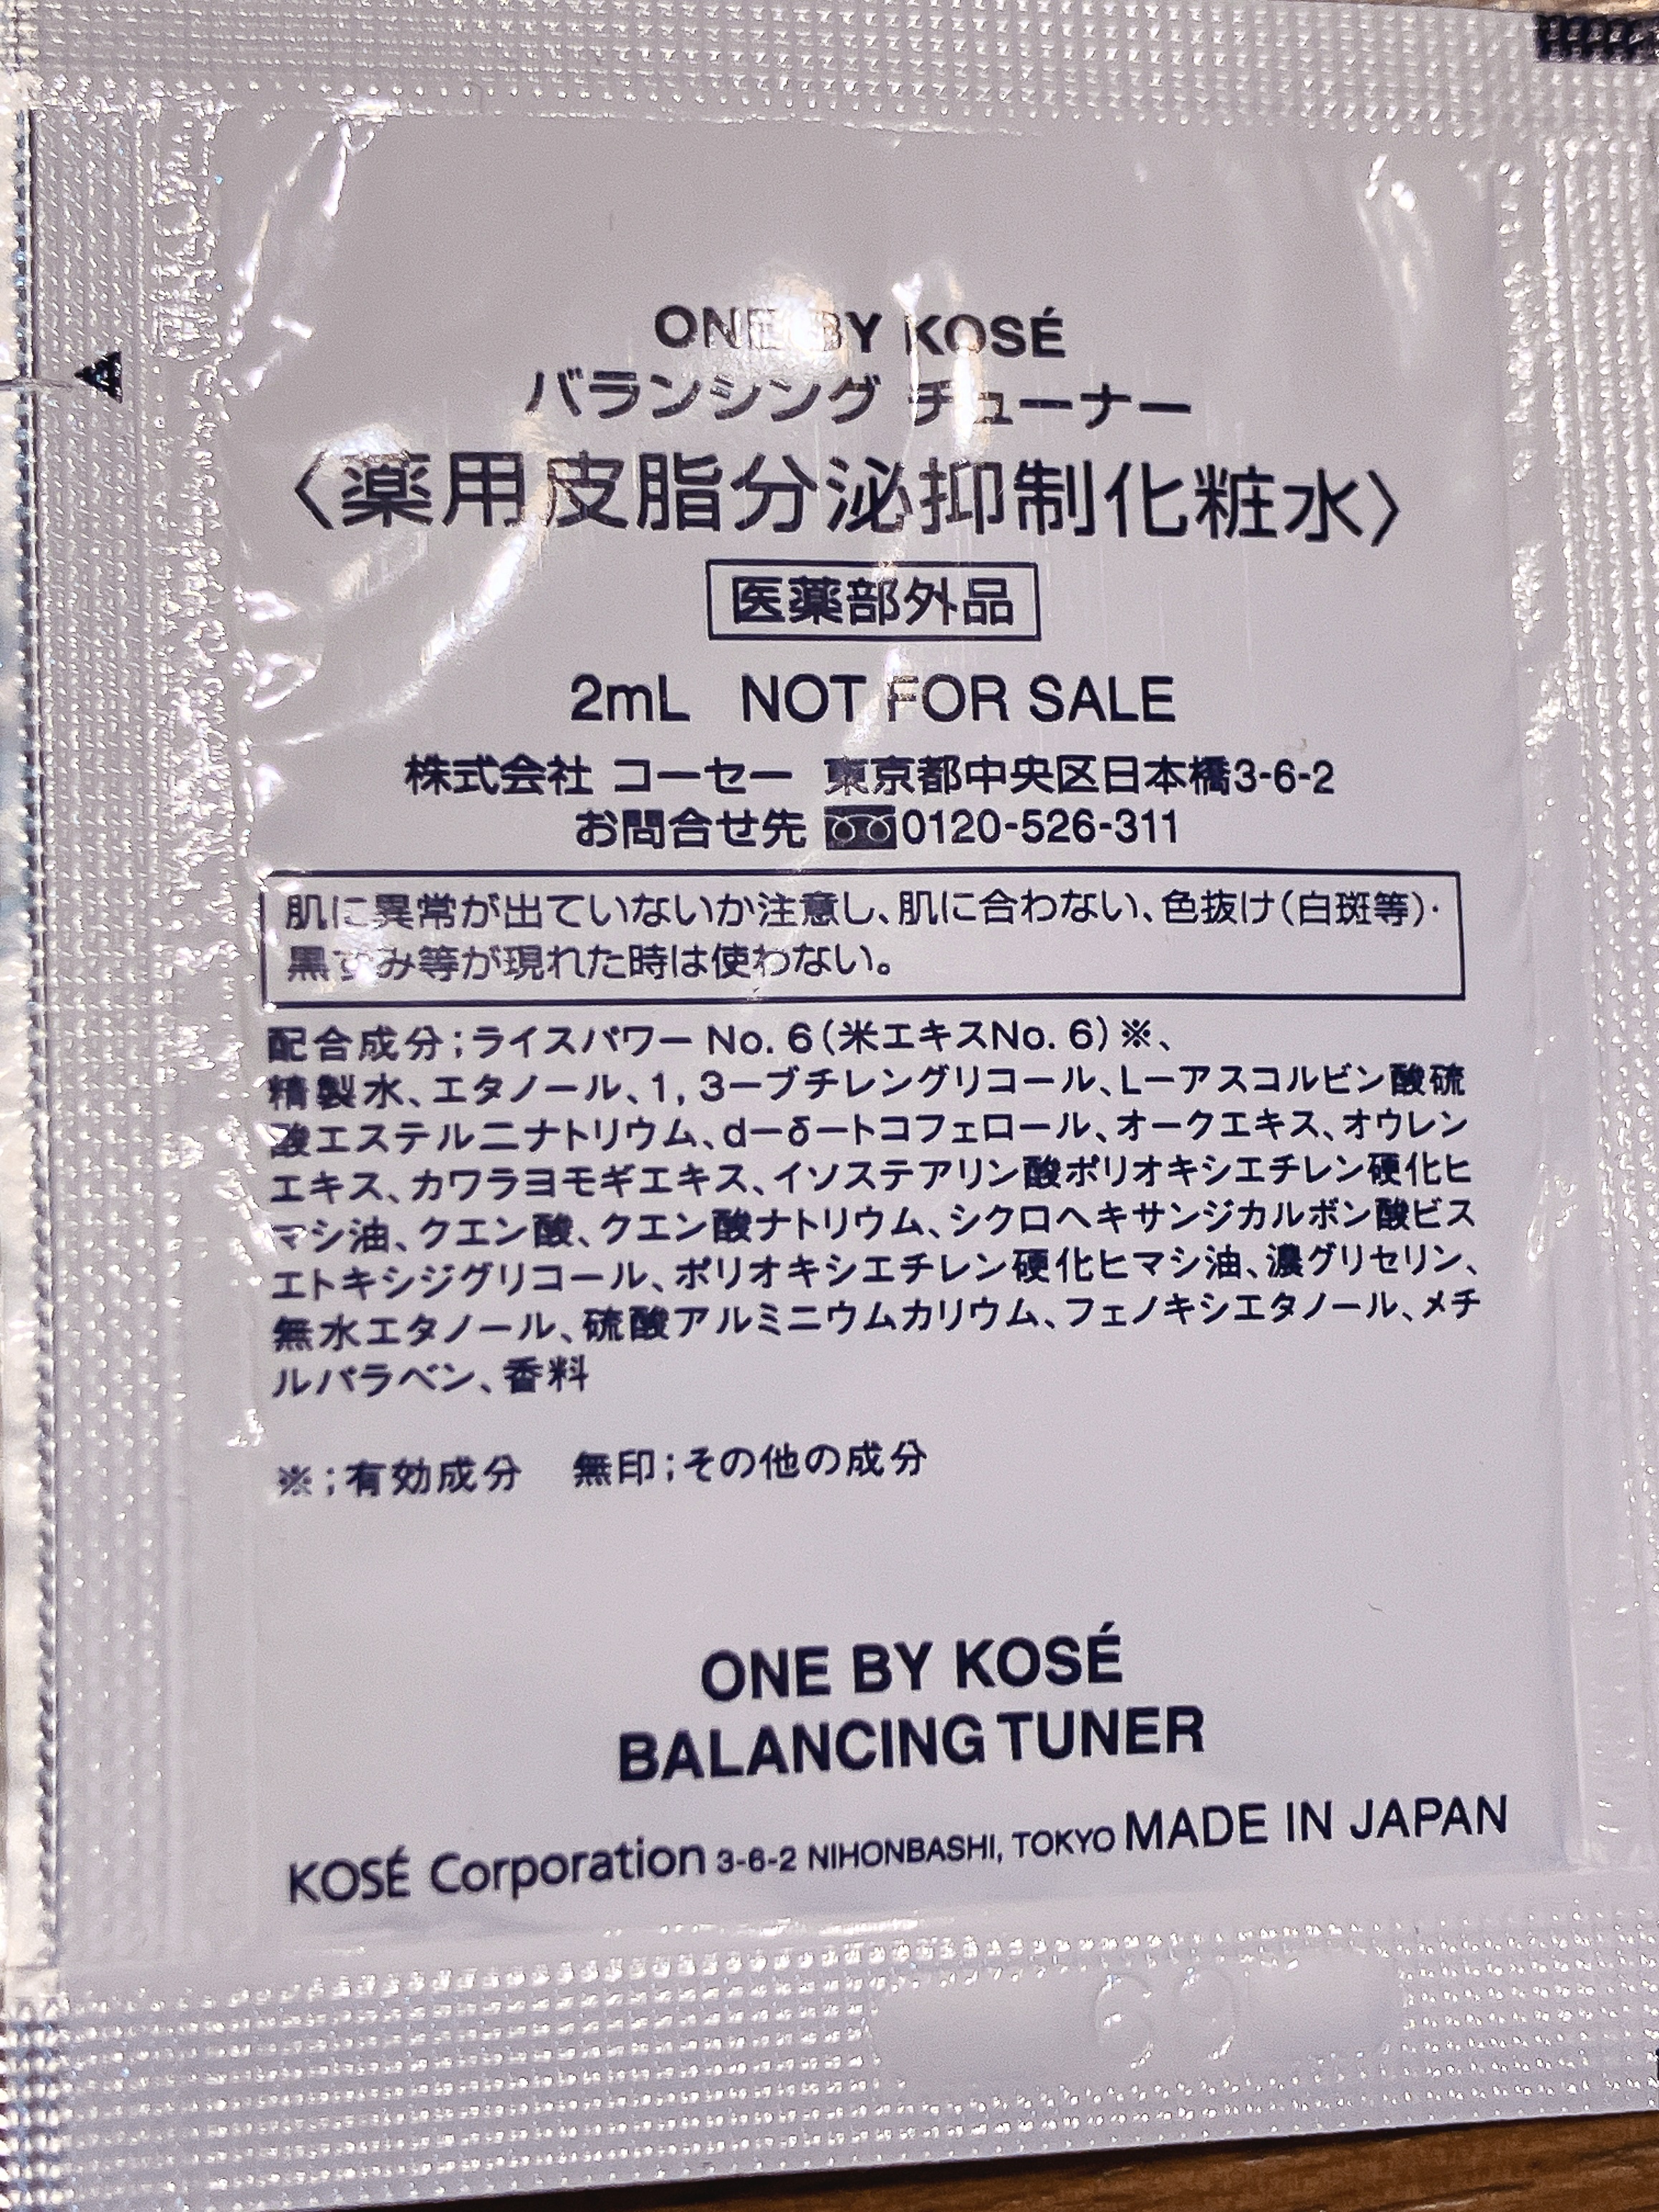 ONE BY KOSÉ
バランシング チューナー
〈薬用皮脂分泌抑制化粧水〉
医薬部外品
2mL NOT FOR SALE
株式会社 コーセー 東京都中央区日本橋3-6-2
お問合せ先 0120-526-311
肌に異常が出ていないか注意し、肌に合わない、色抜け(白斑等)・
黒ずみ等が現れた時は使わない。
配合成分;ライスパワー No. 6(米エキスNo. 6)※、
精製水、エタノール、1, 3ーブチレングリコール、Lーアスコルビン酸硫
酸エステル二ナトリウム、dーδートコフェロール、オークエキス、オウレン
エキス、カワラヨモギエキス、イソステアリン酸ポリオキシエチレン硬化ヒ
マシ油、クエン酸、クエン酸ナトリウム、シクロヘキサンジカルボン酸ビス
エトキシジグリコール、ポリオキシエチレン硬化ヒマシ油、濃グリセリン、
無水エタノール、硫酸アルミニウムカリウム、フェノキシエタノール、メチ
ルパラベン、香料
※;有効成分 無印;その他の成分
ONE BY KOSÉ
BALANCING TUNER
KOSÉ Corporation 3-6-2 NIHONBASHI, TOKYO MADE IN JAPAN